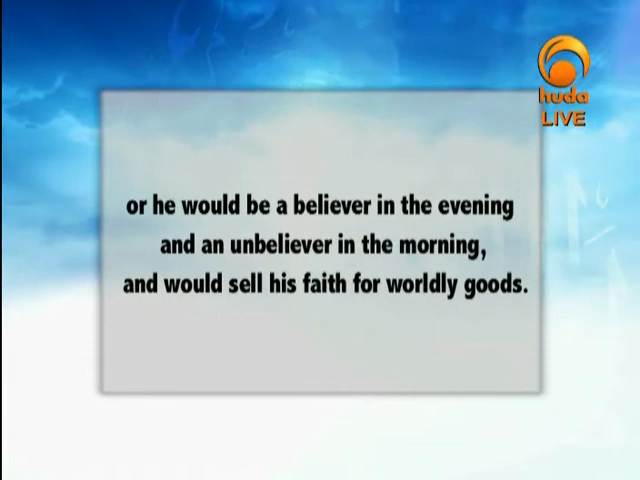 huda
LIVE
or he would be a believer in the evening
and an unbeliever in the morning,
and would sell his faith for worldly goods.